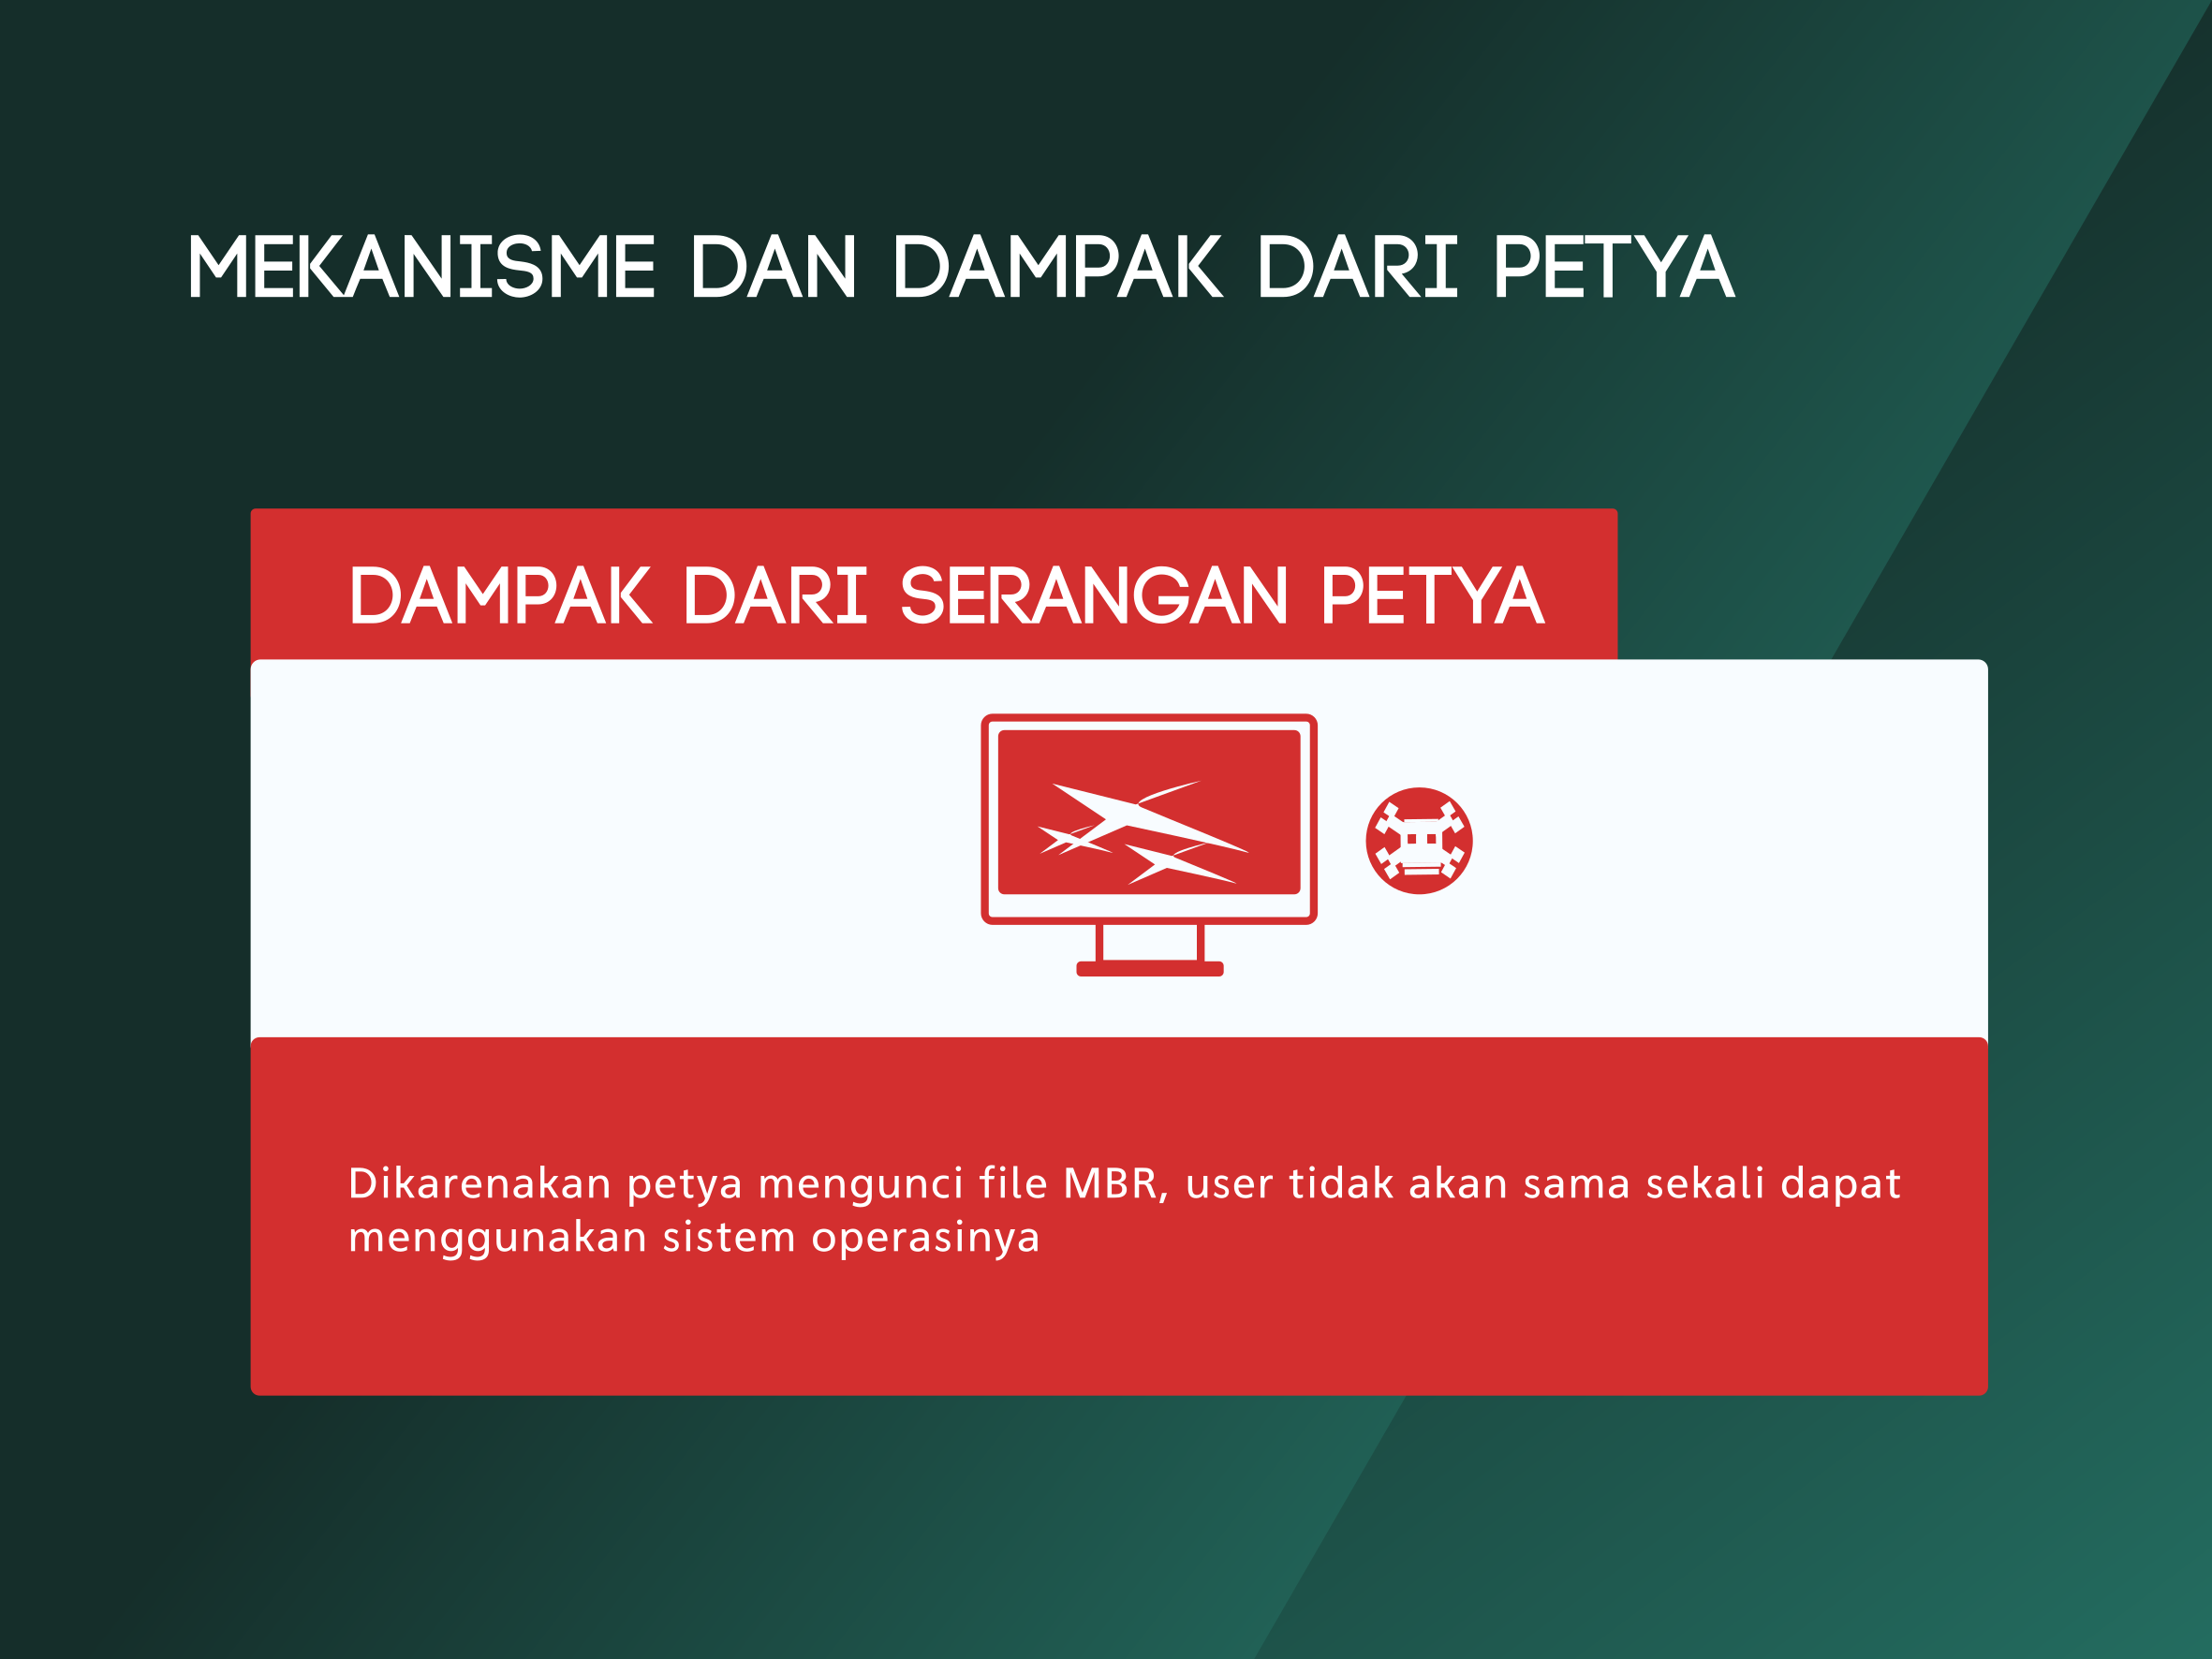 MEKANISME DAN DAMPAK DARI PETYA
DAMPAK DARI SERANGAN PETYA
Dikarenakan petya mengunci file MBR, user tidak akan sama sekali dapat
menggunakan sistem operasinya